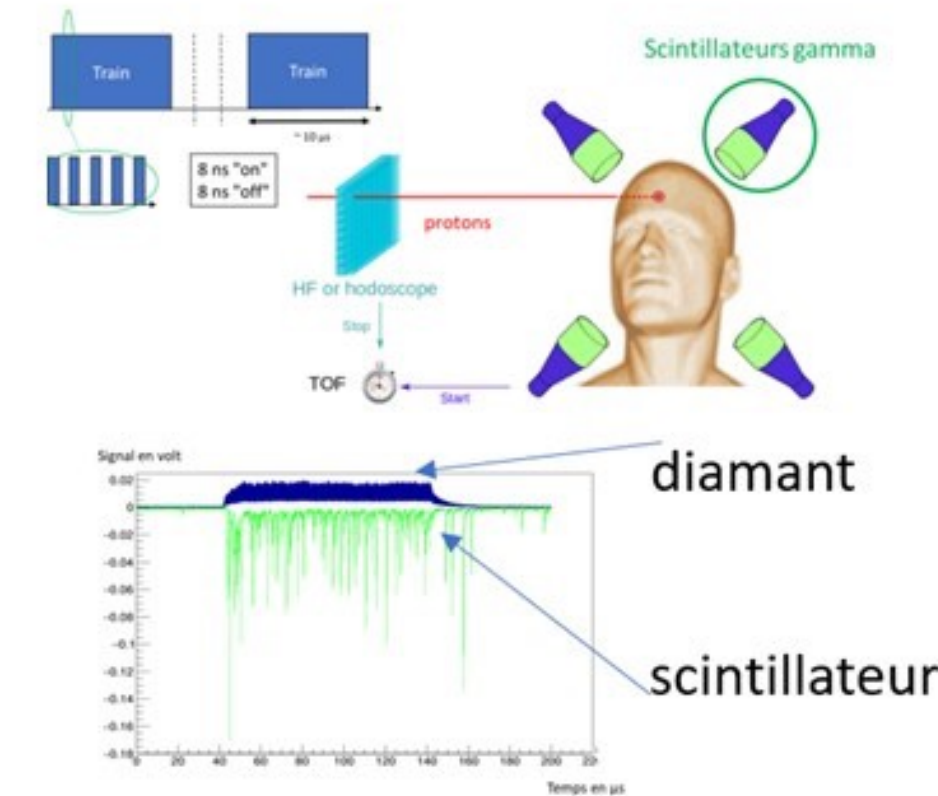 Train
Train
~ 10 µs
8 ns "on"
8 ns "off"
Scintillateurs gamma
protons
HF or hodoscope
Stop
TOF
Start
Signal en volt
diamant
scintillateur
0.02
0
-0.02
-0.04
-0.06
-0.08
-0.1
-0.12
-0.14
-0.16
-0.18
0
20
40
60
80
100
120
140
160
180
200
220
Temps en µs